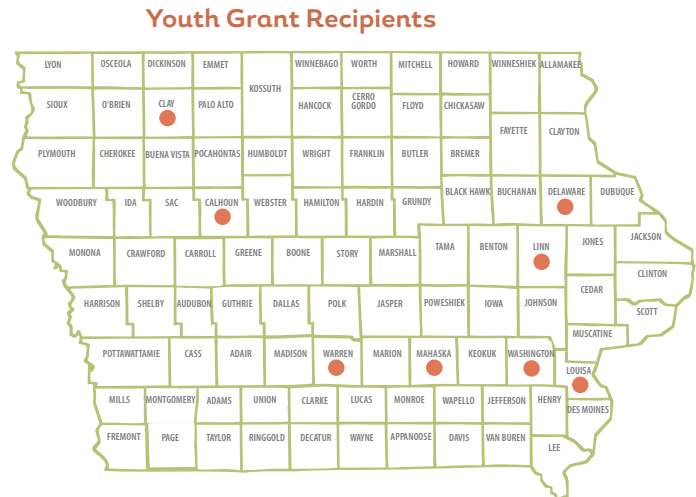 Youth Grant Recipients
LYON OSCEOLA DICKINSON EMMET WINNEBAGO WORTH MITCHELL HOWARD WINNESHIEK ALLAMAKEE
KOSSUTH
SIOUX O'BRIEN CLAY PALO ALTO HANCOCK CERRO GORDO FLOYD CHICKASAW
FAYETTE CLAYTON
PLYMOUTH CHEROKEE BUENA VISTA POCAHONTAS HUMBOLDT WRIGHT FRANKLIN BUTLER BREMER
WOODBURY IDA SAC CALHOUN WEBSTER HAMILTON HARDIN GRUNDY BLACK HAWK BUCHANAN DELAWARE DUBUQUE
MONONA CRAWFORD CARROLL GREENE BOONE STORY MARSHALL TAMA BENTON LINN JONES JACKSON
CLINTON
CEDAR
HARRISON SHELBY AUDUBON GUTHRIE DALLAS POLK JASPER POWESHIEK IOWA JOHNSON SCOTT
MUSCATINE
POTTAWATTAMIE CASS ADAIR MADISON WARREN MARION MAHASKA KEOKUK WASHINGTON
LOUISA
MILLS MONTGOMERY ADAMS UNION CLARKE LUCAS MONROE WAPELLO JEFFERSON HENRY DES MOINES
FREMONT PAGE TAYLOR RINGGOLD DECATUR WAYNE APPANOOSE DAVIS VAN BUREN
LEE